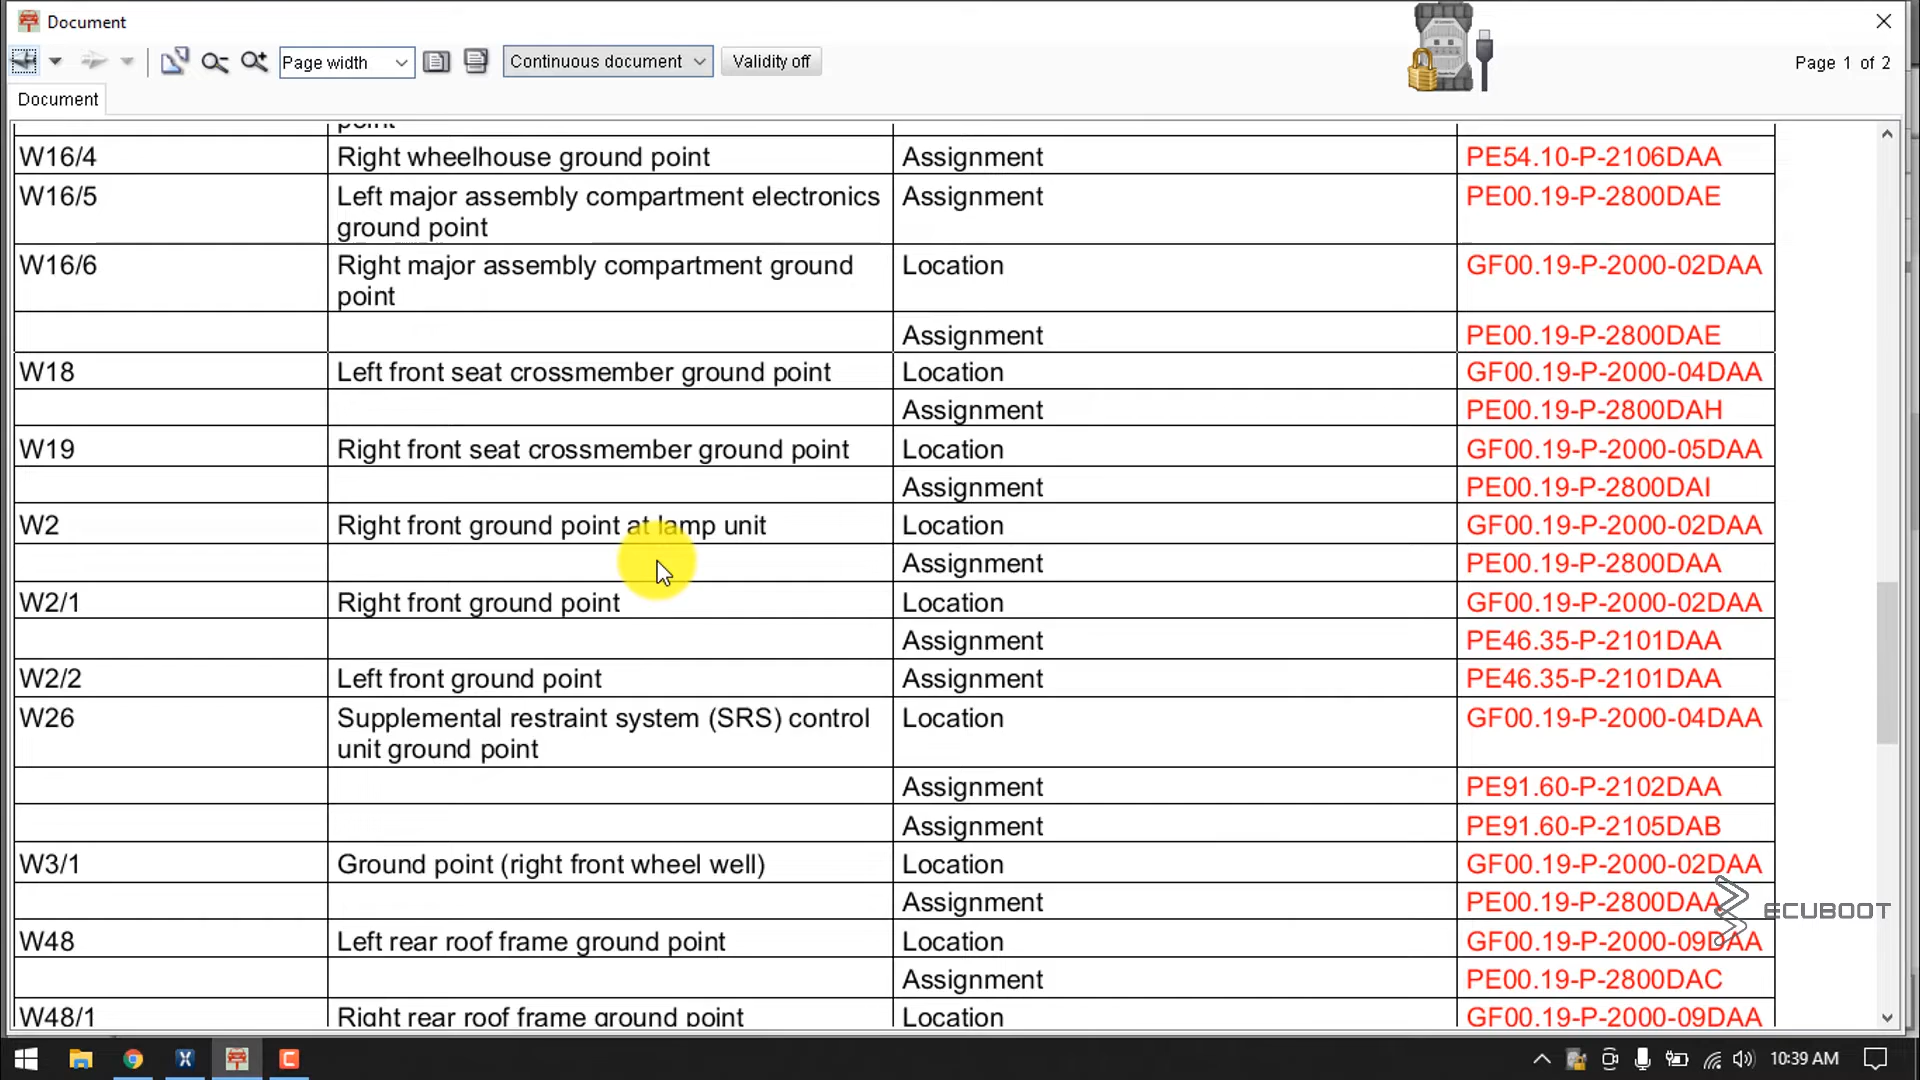 Document
Page width
Continuous document
Validity off
Page 1 of 2
Document
point
W16/4 Right wheelhouse ground point Assignment PE54.10-P-2106DAA
W16/5 Left major assembly compartment electronics Assignment PE00.19-P-2800DAE
ground point
W16/6 Right major assembly compartment ground Location GF00.19-P-2000-02DAA
point
Assignment PE00.19-P-2800DAE
W18 Left front seat crossmember ground point Location GF00.19-P-2000-04DAA
Assignment PE00.19-P-2800DAH
W19 Right front seat crossmember ground point Location GF00.19-P-2000-05DAA
Assignment PE00.19-P-2800DAI
W2 Right front ground point at lamp unit Location GF00.19-P-2000-02DAA
Assignment PE00.19-P-2800DAA
W2/1 Right front ground point Location GF00.19-P-2000-02DAA
Assignment PE46.35-P-2101DAA
W2/2 Left front ground point Assignment PE46.35-P-2101DAA
W26 Supplemental restraint system (SRS) control Location GF00.19-P-2000-04DAA
unit ground point
Assignment PE91.60-P-2102DAA
Assignment PE91.60-P-2105DAB
W3/1 Ground point (right front wheel well) Location GF00.19-P-2000-02DAA
Assignment PE00.19-P-2800DAA
ECUBOOT
W48 Left rear roof frame ground point Location GF00.19-P-2000-09DAA
Assignment PE00.19-P-2800DAC
W48/1 Right rear roof frame ground point Location GF00.19-P-2000-09DAA
10:39 AM